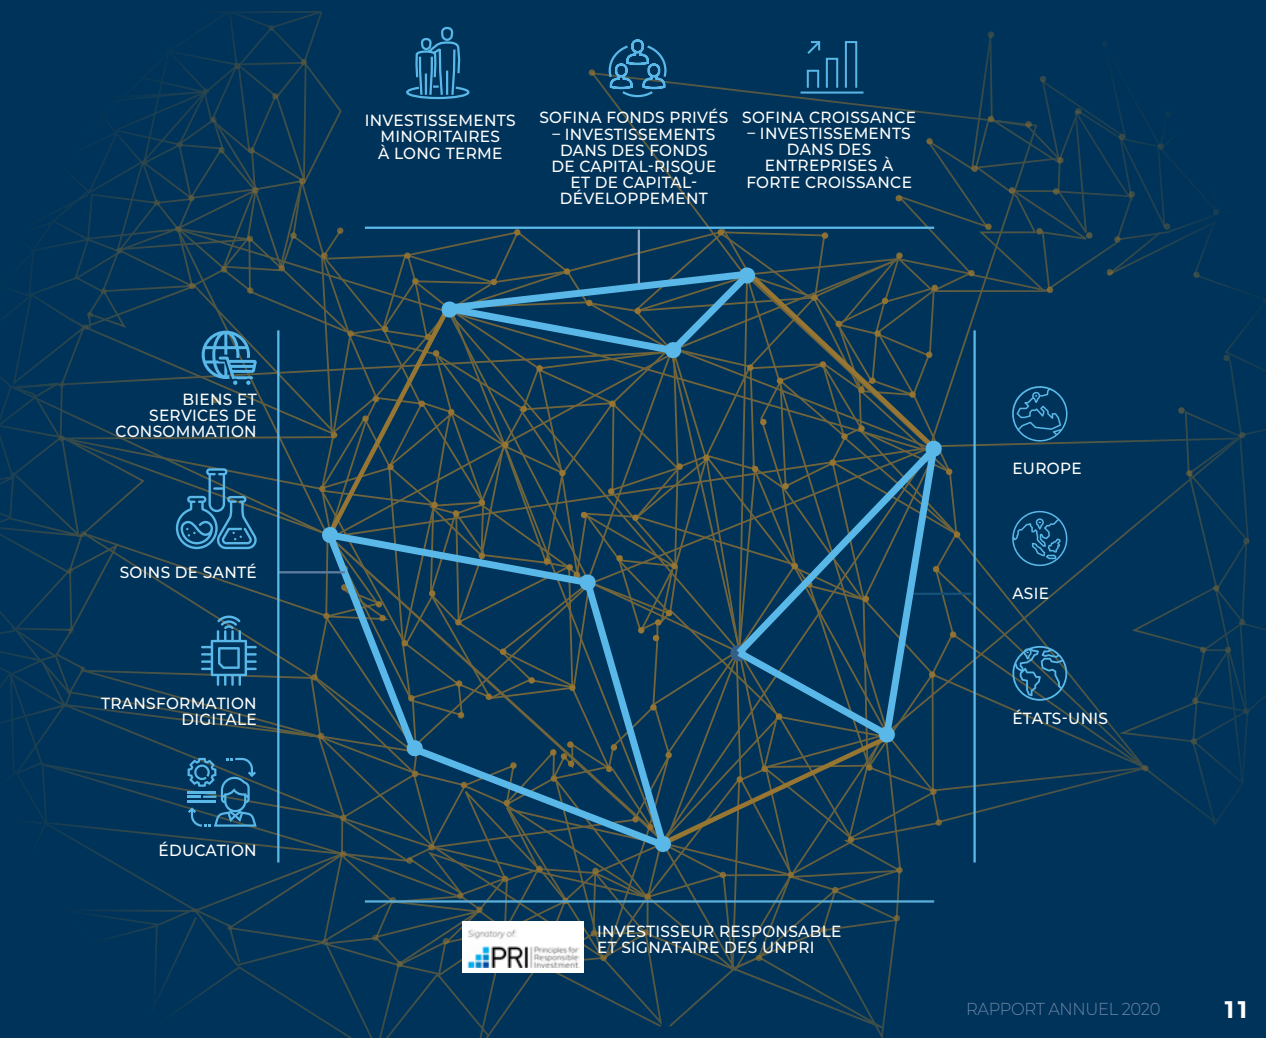 INVESTISSEMENTS
MINORITAIRES
À LONG TERME
SOFINA FONDS PRIVÉS
– INVESTISSEMENTS
DANS DES FONDS
DE CAPITAL-RISQUE
ET DE CAPITAL-
DÉVELOPPEMENT
SOFINA CROISSANCE
– INVESTISSEMENTS
DANS DES
ENTREPRISES À
FORTE CROISSANCE
BIENS ET
SERVICES DE
CONSOMMATION
SOINS DE SANTÉ
TRANSFORMATION
DIGITALE
ÉDUCATION
EUROPE
ASIE
ÉTATS-UNIS
Signatory of:
PRI
Principles for
Responsible
Investment
INVESTISSEUR RESPONSABLE
ET SIGNATAIRE DES UNPRI
RAPPORT ANNUEL 2020
11